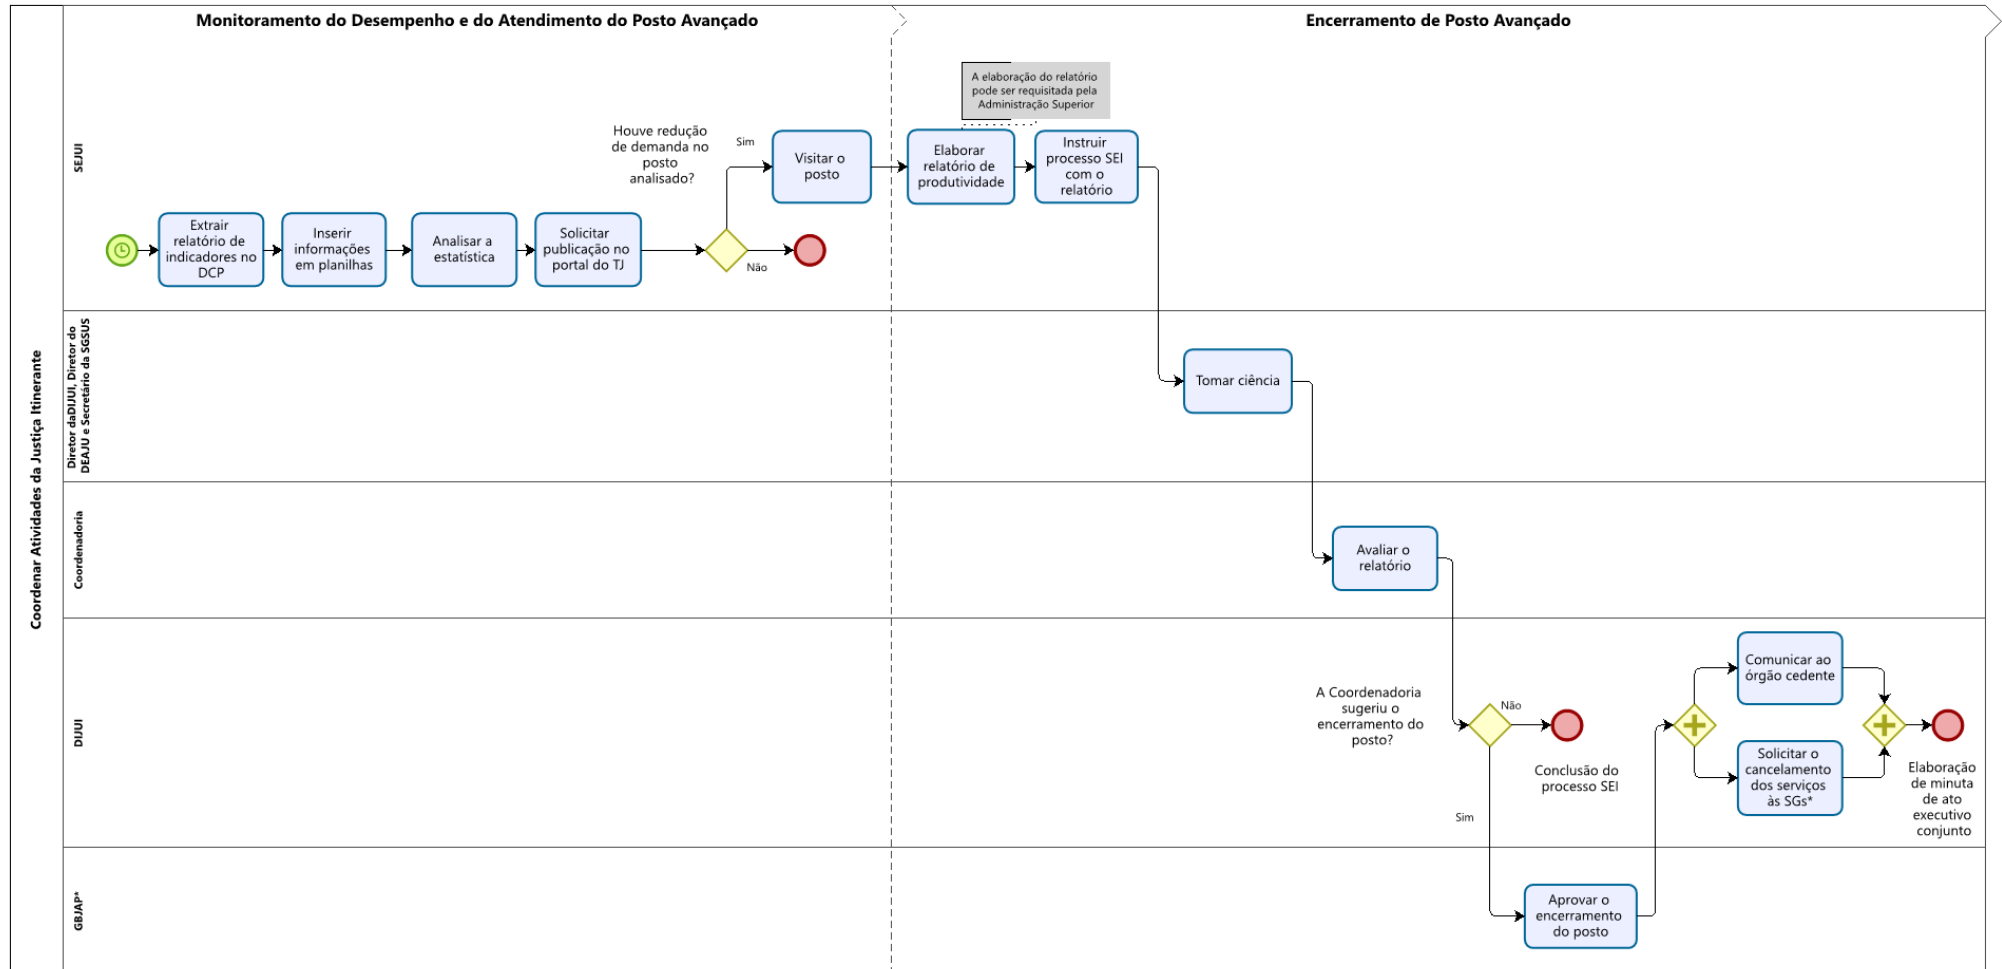 Monitoramento do Desempenho e do Atendimento do Posto Avançado
Encerramento de Posto Avançado
Coordenar Atividades da Justiça Itinerante
SEJUI
Extrair
relatório de
indicadores no
DCP
Inserir
informações
em planilhas
Analisar a
estatística
Solicitar
publicação no
portal do TJ
Houve redução
de demanda no
posto
analisado?
Sim
Não
Visitar o
posto
A elaboração do relatório
pode ser requisitada pela
Administração Superior
Elaborar
relatório de
produtividade
Instruir
processo SEI
com o
relatório
Diretor daDIJUI, Diretor do
DEAJU e Secretário da SGSUS
Tomar ciência
Coordenadoria
Avaliar o
relatório
DIJUI
A Coordenadoria
sugeriu o
encerramento do
posto?
Não
Conclusão do
processo SEI
Sim
Comunicar ao
órgão cedente
Solicitar o
cancelamento
dos serviços
às SGs*
Elaboração
de minuta
de ato
executivo
conjunto
GBJAP*
Aprovar o
encerramento
do posto